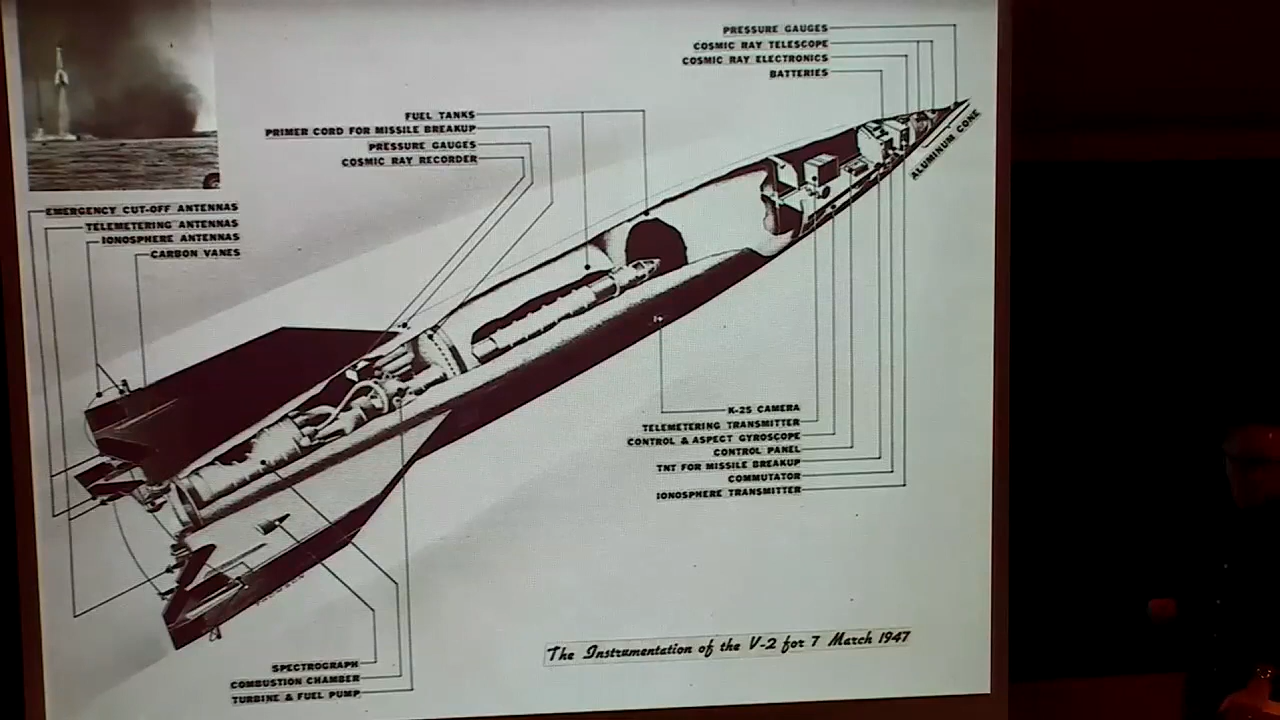 PRESSURE GAUGES
COSMIC RAY TELESCOPE
COSMIC RAY ELECTRONICS
BATTERIES
ALUMINUM CONE
FUEL TANKS
PRIMER CORD FOR MISSILE BREAKUP
PRESSURE GAUGES
COSMIC RAY RECORDER
EMERGENCY CUT-OFF ANTENNAS
TELEMETERING ANTENNAS
IONOSPHERE ANTENNAS
CARBON VANES
K-25 CAMERA
TELEMETERING TRANSMITTER
CONTROL & ASPECT GYROSCOPE
CONTROL PANEL
TNT FOR MISSILE BREAKUP
COMMUTATOR
IONOSPHERE TRANSMITTER
SPECTROGRAPH
COMBUSTION CHAMBER
TURBINE & FUEL PUMP
The Instrumentation of the V-2 for 7 March 1947